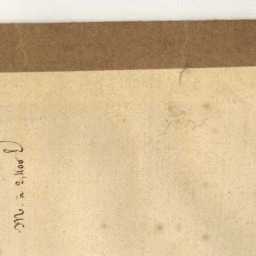 M. = 2,400 f